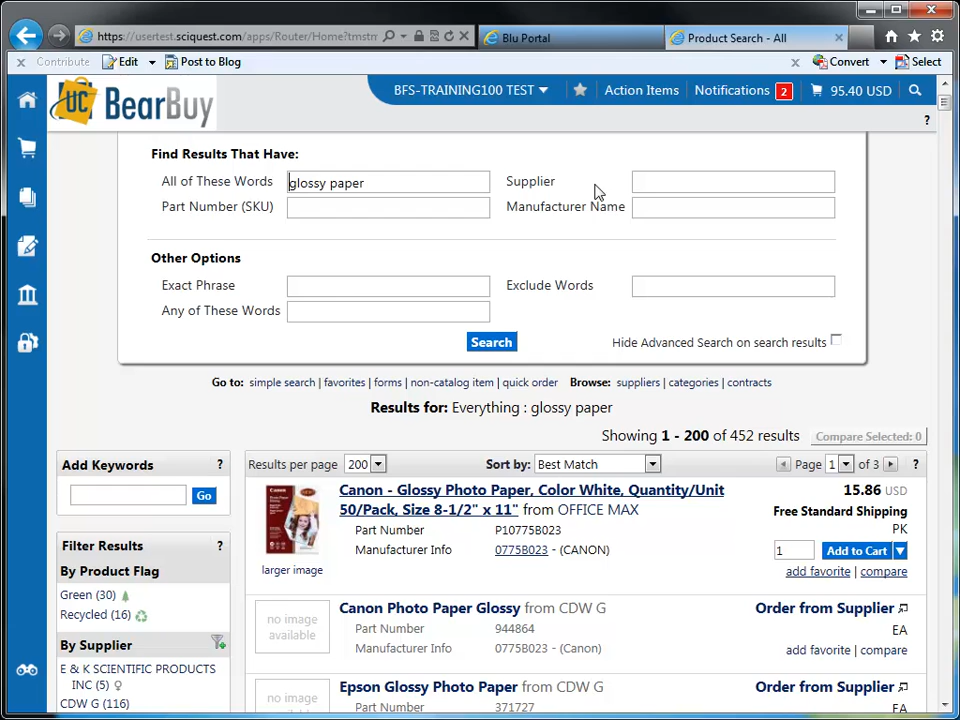 https://usertest.sciquest.com/apps/Router/Home?tmstm
Blu Portal
Product Search - All
Contribute Edit Post to Blog Convert Select
UC BearBuy
BFS-TRAINING100 TEST Action Items Notifications 2 95.40 USD
?
Find Results That Have:
All of These Words glossy paper Supplier
Part Number (SKU) Manufacturer Name
Other Options
Exact Phrase Exclude Words
Any of These Words
Search Hide Advanced Search on search results
Go to: simple search | favorites | forms | non-catalog item | quick order Browse: suppliers | categories | contracts
Results for: Everything : glossy paper
Showing 1 - 200 of 452 results Compare Selected: 0
Add Keywords ?
Go
Filter Results ?
By Product Flag
Green (30)
Recycled (16)
By Supplier
E & K SCIENTIFIC PRODUCTS
INC (5)
CDW G (116)
Results per page 200 Sort by: Best Match Page 1 of 3 ?
Canon - Glossy Photo Paper, Color White, Quantity/Unit
50/Pack, Size 8-1/2" x 11" from OFFICE MAX
Part Number P10775B023
Manufacturer Info 0775B023 - (CANON)
larger image
15.86 USD
Free Standard Shipping
PK
1 Add to Cart
add favorite | compare
no image
available
Canon Photo Paper Glossy from CDW G
Part Number 944864
Manufacturer Info 0775B023 - (Canon)
Order from Supplier
EA
add favorite | compare
no image
Epson Glossy Photo Paper from CDW G
Part Number 371727
Order from Supplier
EA